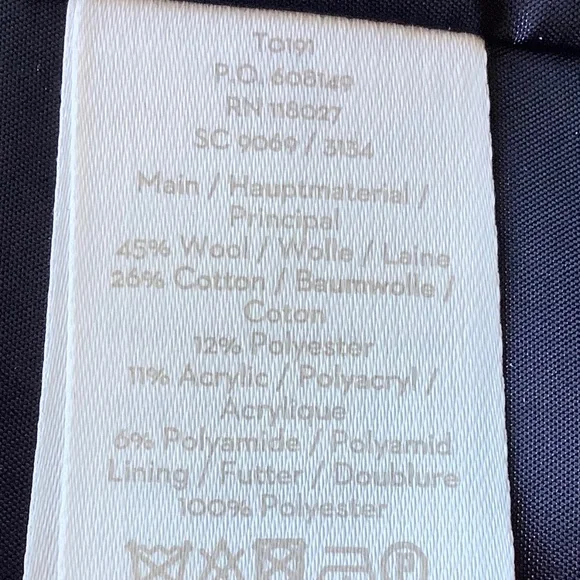 T0191
P.O. 608149
RN 118027
SC 9069 / 3134
Main / Hauptmaterial /
Principal
45% Wool / Wolle / Laine
26% Cotton / Baumwolle /
Coton
12% Polyester
11% Acrylic / Polyacryl /
Acrylique
6% Polyamide / Polyamid
Lining / Futter / Doublure
100% Polyester
P